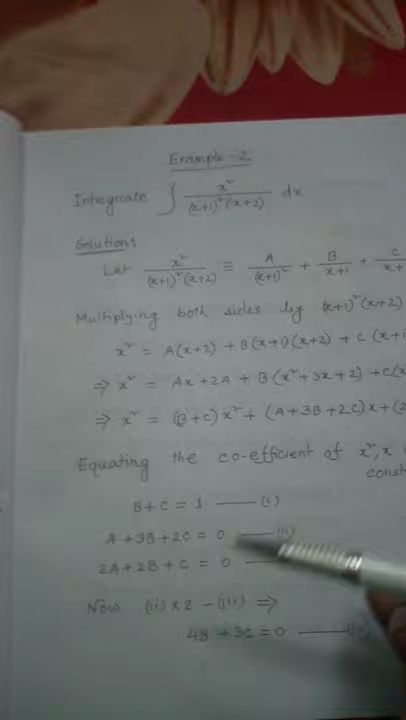 Example-2
Integrate ∫ x²/(x+1)²(x+2) dx
Solution:
Let x²/(x+1)²(x+2) ≡ A/(x+1)² + B/x+1 + C/x+
Multiplying both sides by (x+1)²(x+2)
x² = A(x+2) + B(x+1)(x+2) + C(x+
⇒ x² = Ax+2A + B(x²+3x+2) + C(x
⇒ x² = (B+C)x² + (A+3B+2C)x + (2
Equating the co-efficient of x², x
const
B+C = 1 —— (i)
A+3B+2C = 0 —— (ii)
2A+2B+C = 0 ——
Now (ii)×2 - (iii) ⇒
4B+3C = 0 ——